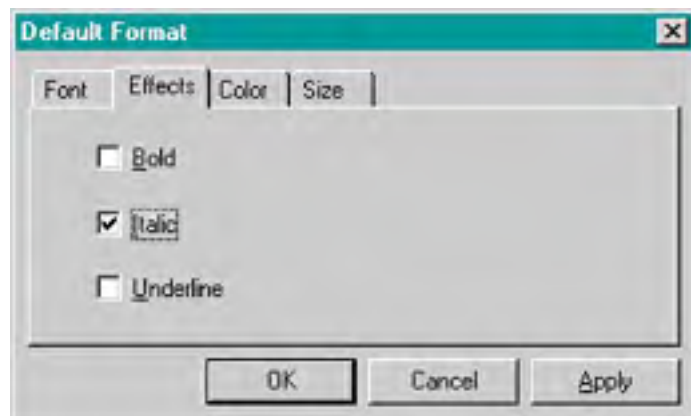 Default Format
Font Effects Color Size
Bold
Italic
Underline
OK Cancel Apply